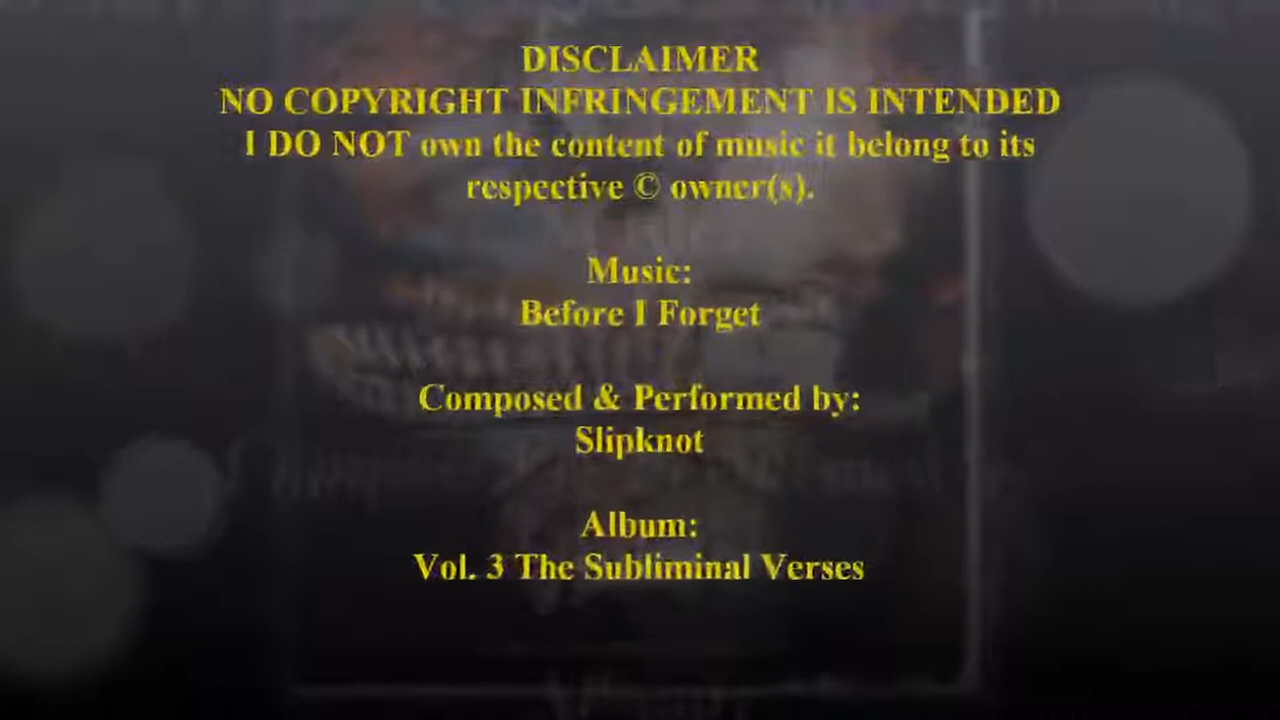 DISCLAIMER
NO COPYRIGHT INFRINGEMENT IS INTENDED
I DO NOT own the content of music it belong to its
respective © owner(s).
Music:
Before I Forget
Composed & Performed by:
Slipknot
Album:
Vol. 3 The Subliminal Verses